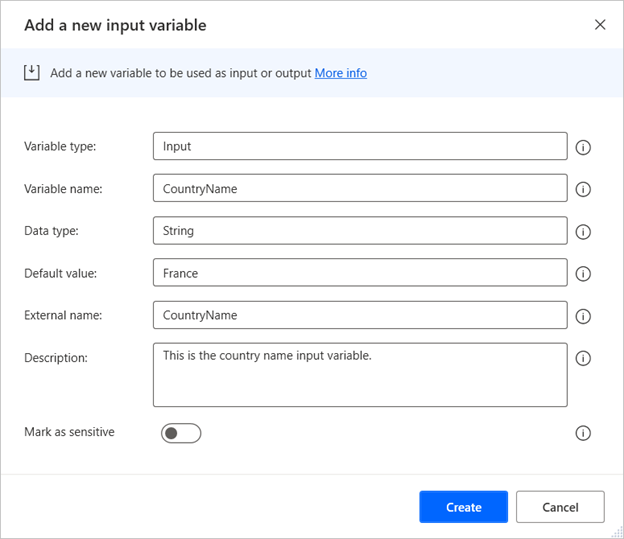 Add a new input variable
Add a new variable to be used as input or output More info
Variable type:
Input
Variable name:
CountryName
Data type:
String
Default value:
France
External name:
CountryName
Description:
This is the country name input variable.
Mark as sensitive
Create
Cancel